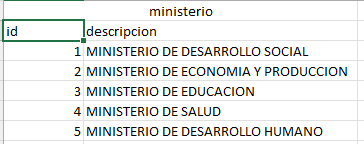 ministerio
id descripcion
1 MINISTERIO DE DESARROLLO SOCIAL
2 MINISTERIO DE ECONOMIA Y PRODUCCION
3 MINISTERIO DE EDUCACION
4 MINISTERIO DE SALUD
5 MINISTERIO DE DESARROLLO HUMANO